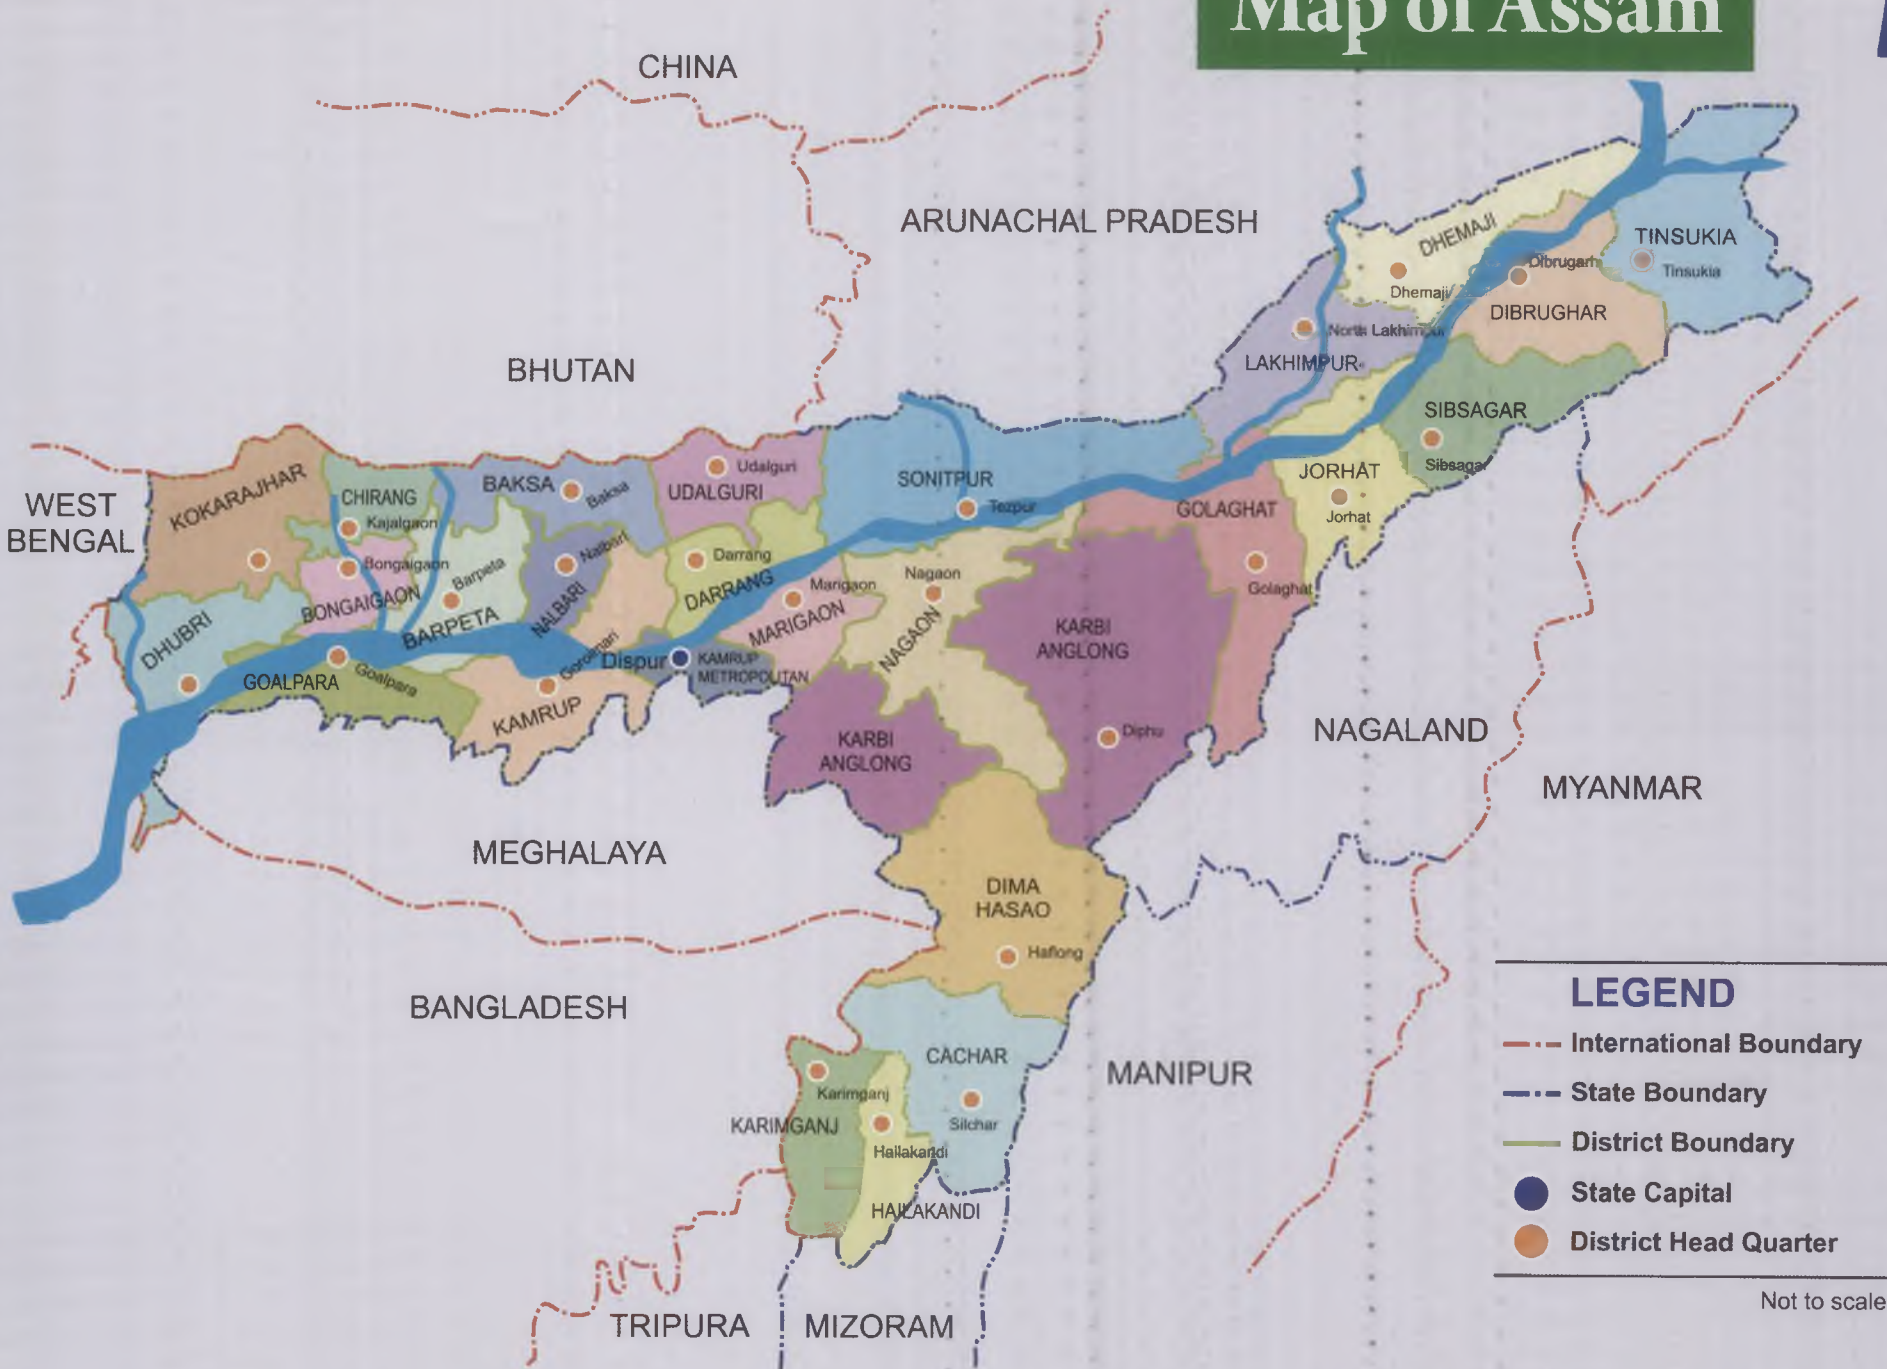 Map of Assam
CHINA
ARUNACHAL PRADESH
BHUTAN
WEST
BENGAL
DHEMAJI
Dhemaji
TINSUKIA
Tinsukia
Dibrugarh
DIBRUGHAR
North Lakhimpur
LAKHIMPUR
SIBSAGAR
Sibsagar
JORHAT
Jorhat
KOKARAJHAR
CHIRANG
Kajalgaon
BAKSA
Baksa
Udalguri
UDALGURI
SONITPUR
Tezpur
GOLAGHAT
Golaghat
Bongaigaon
BONGAIGAON
Barpeta
BARPETA
Nalbari
NALBARI
Darrang
DARRANG
Marigaon
MARIGAON
Nagaon
NAGAON
KARBI
ANGLONG
Diphu
DHUBRI
GOALPARA
Goalpara
KAMRUP
Dispur
KAMRUP
METROPOLITAN
KARBI
ANGLONG
NAGALAND
MYANMAR
MEGHALAYA
DIMA
HASAO
Haflong
BANGLADESH
CACHAR
Silchar
MANIPUR
Karimganj
KARIMGANJ
Hailakandi
HAILAKANDI
TRIPURA
MIZORAM
LEGEND
International Boundary
State Boundary
District Boundary
State Capital
District Head Quarter
Not to scale